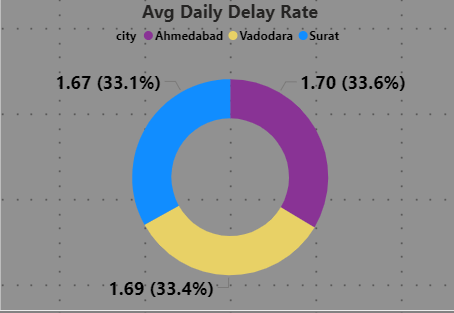 Avg Daily Delay Rate
city Ahmedabad Vadodara Surat
1.67 (33.1%) 1.70 (33.6%)
1.69 (33.4%)